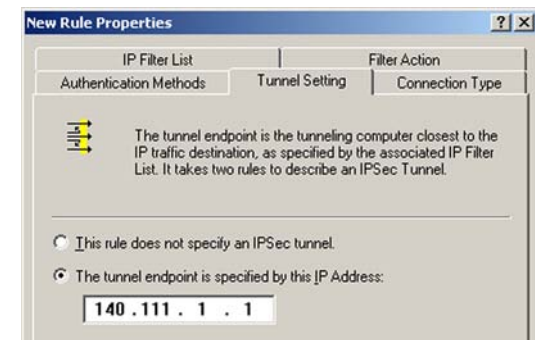 New Rule Properties
IP Filter List Filter Action
Authentication Methods Tunnel Setting Connection Type
The tunnel endpoint is the tunneling computer closest to the
IP traffic destination, as specified by the associated IP Filter
List. It takes two rules to describe an IPSec Tunnel.
This rule does not specify an IPSec tunnel.
The tunnel endpoint is specified by this IP Address:
140 . 111 . 1 . 1